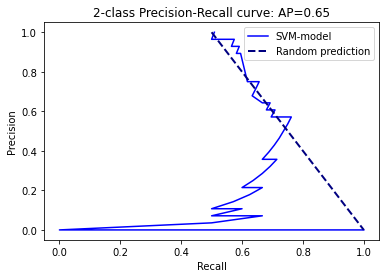 2-class Precision-Recall curve: AP=0.65
SVM-model
Random prediction
Precision
1.0
0.8
0.6
0.4
0.2
0.0
0.0 0.2 0.4 0.6 0.8 1.0
Recall